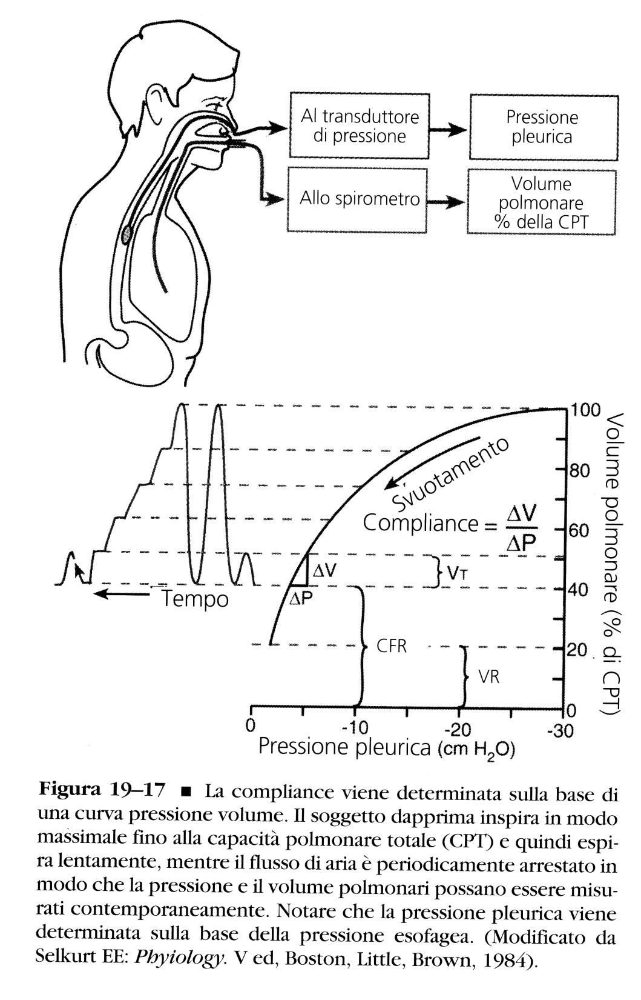 Al transduttore
di pressione
Pressione
pleurica
Allo spirometro
Volume
polmonare
% della CPT
100
80
60
40
20
0
Volume polmonare (% di CPT)
Svuotamento
Compliance = ΔV
ΔP
ΔV
ΔP
VT
Tempo
CFR
VR
0
-10
-20
-30
Pressione pleurica (cm H₂O)
Figura 19–17 ■ La compliance viene determinata sulla base di
una curva pressione volume. Il soggetto dapprima inspira in modo
massimale fino alla capacità polmonare totale (CPT) e quindi espi-
ra lentamente, mentre il flusso di aria è periodicamente arrestato in
modo che la pressione e il volume polmonari possano essere misu-
rati contemporaneamente. Notare che la pressione pleurica viene
determinata sulla base della pressione esofagea. (Modificato da
Selkurt EE: Phyiology. V ed, Boston, Little, Brown, 1984).